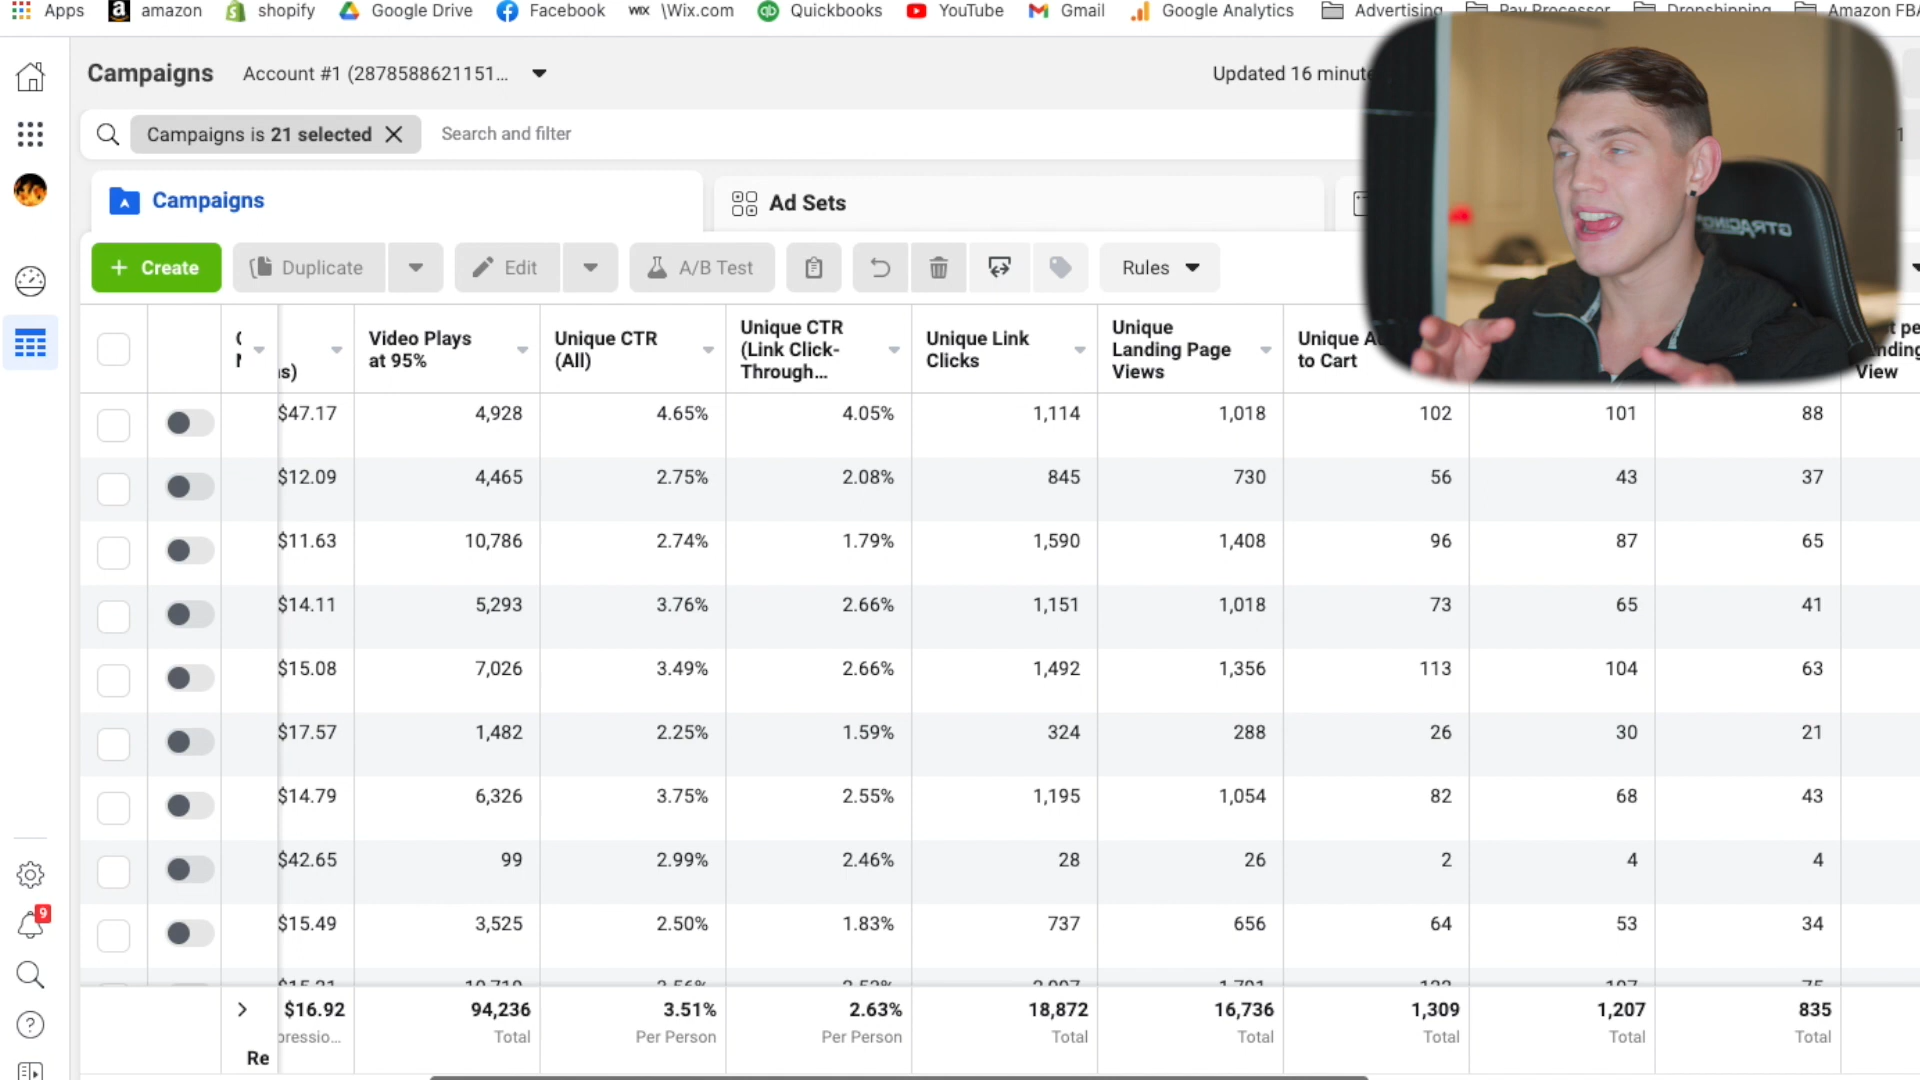 Apps amazon shopify Google Drive Facebook WIX \Wix.com Quickbooks YouTube Gmail Google Analytics Advertising Pay Processor Dropshipping Amazon FBA
Campaigns Account #1 (2878588621151... Updated 16 minute
Campaigns is 21 selected Search and filter
Campaigns Ad Sets
+ Create Duplicate Edit A/B Test Rules
s) Video Plays at 95% Unique CTR (All) Unique CTR (Link Click-Through... Unique Link Clicks Unique Landing Page Views Unique A to Cart View
$47.17 4,928 4.65% 4.05% 1,114 1,018 102 101 88
$12.09 4,465 2.75% 2.08% 845 730 56 43 37
$11.63 10,786 2.74% 1.79% 1,590 1,408 96 87 65
$14.11 5,293 3.76% 2.66% 1,151 1,018 73 65 41
$15.08 7,026 3.49% 2.66% 1,492 1,356 113 104 63
$17.57 1,482 2.25% 1.59% 324 288 26 30 21
$14.79 6,326 3.75% 2.55% 1,195 1,054 82 68 43
$42.65 99 2.99% 2.46% 28 26 2 4 4
$15.49 3,525 2.50% 1.83% 737 656 64 53 34
$16.92 94,236 3.51% 2.63% 18,872 16,736 1,309 1,207 835
pressio... Total Per Person Per Person Total Total Total Total Total
Re
9
GTRACING